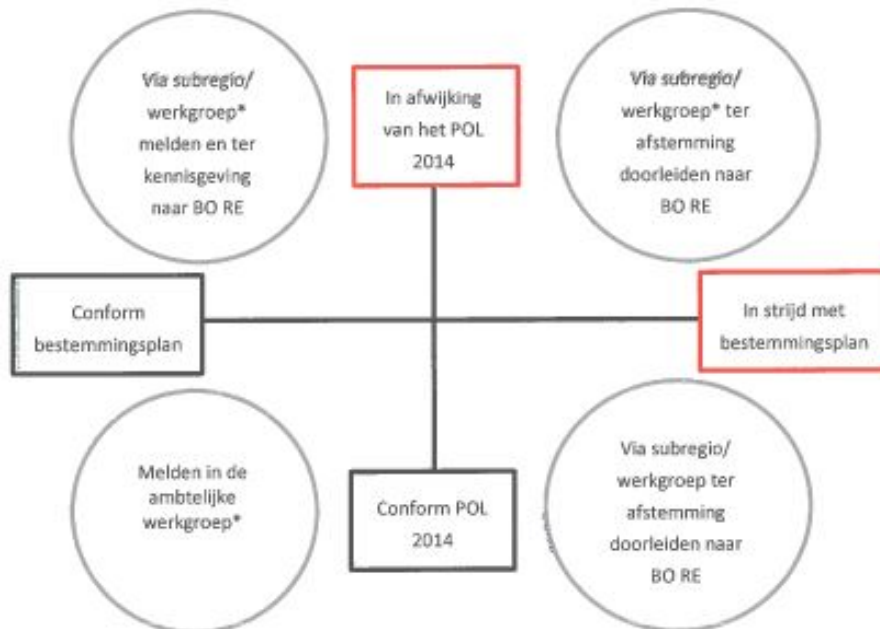 Via subregio/
werkgroep*
melden en ter
kennisgeving
naar BO RE
In afwijking
van het POL
2014
Via subregio/
werkgroep* ter
afstemming
doorleiden naar
BO RE
Conform
bestemmingsplan
In strijd met
bestemmingsplan
Melden in de
ambtelijke
werkgroep*
Conform POL
2014
Via subregio/
werkgroep ter
afstemming
doorleiden naar
BO RE